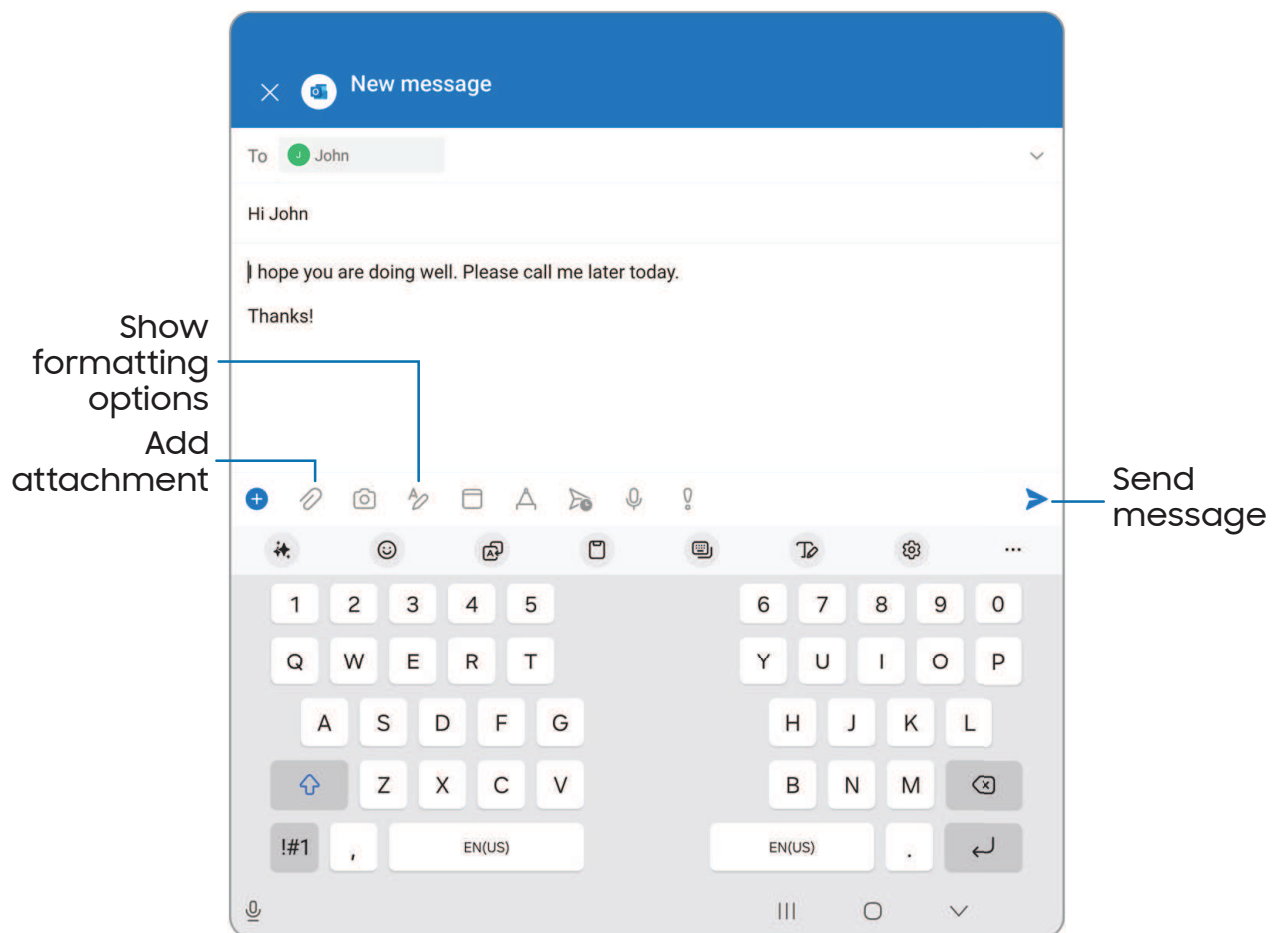 New message
To J John
Hi John
I hope you are doing well. Please call me later today.
Thanks!
Show
formatting
options
Add
attachment
Send
message
1 2 3 4 5 6 7 8 9 0
Q W E R T Y U I O P
A S D F G H J K L
Z X C V B N M
!#1 , EN(US) EN(US) .